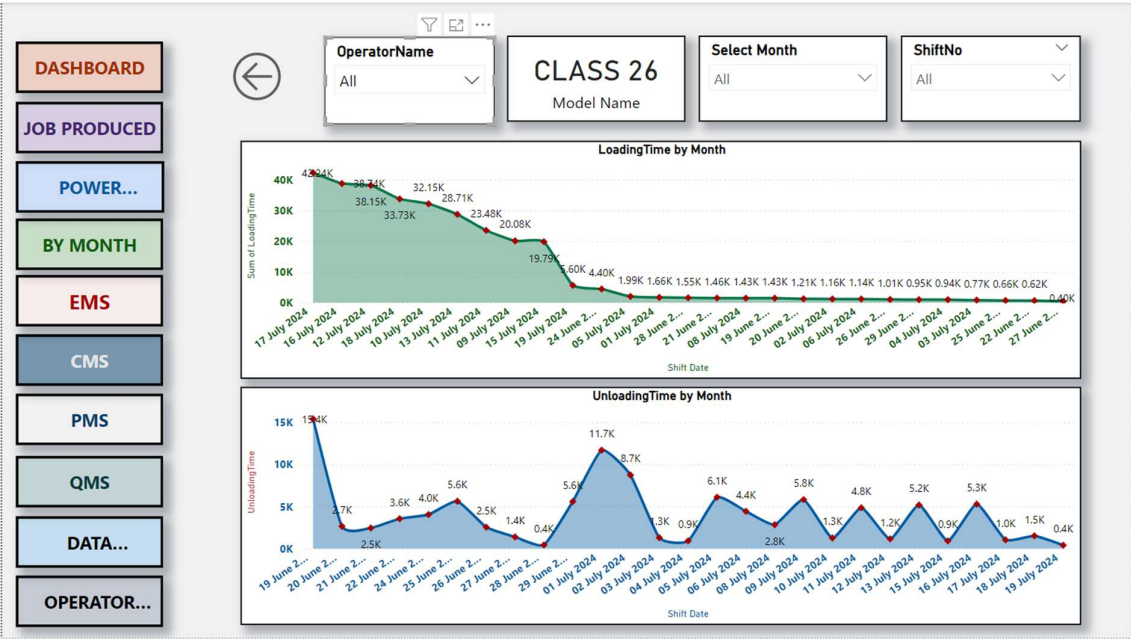 DASHBOARD
JOB PRODUCED
POWER...
BY MONTH
EMS
CMS
PMS
QMS
DATA...
OPERATOR...
OperatorName
All
CLASS 26
Model Name
Select Month
All
ShiftNo
All
LoadingTime by Month
Sum of LoadingTime
40K
30K
20K
10K
0K
42.24K
38.74K
38.15K
33.73K
32.15K
28.71K
23.48K
20.08K
19.79K
5.60K
4.40K
1.99K
1.66K
1.55K
1.46K
1.43K
1.43K
1.21K
1.16K
1.14K
1.01K
0.95K
0.94K
0.77K
0.66K
0.62K
0.40K
17 July 2024
16 July 2024
12 July 2024
18 July 2024
10 July 2024
13 July 2024
11 July 2024
09 July 2024
15 July 2024
19 July 2024
24 June 2...
05 July 2024
01 July 2024
28 June 2...
21 June 2...
08 July 2024
19 June 2...
20 June 2...
02 July 2024
06 July 2024
26 June 2...
29 June 2...
04 July 2024
03 July 2024
25 June 2...
22 June 2...
27 June 2...
Shift Date
UnloadingTime by Month
UnloadingTime
15K
10K
5K
0K
15.4K
2.7K
2.5K
3.6K
4.0K
5.6K
2.5K
1.4K
0.4K
5.6K
11.7K
8.7K
1.3K
0.9K
6.1K
4.4K
2.8K
5.8K
1.3K
4.8K
1.2K
5.2K
0.9K
5.3K
1.0K
1.5K
0.4K
19 June 2...
20 June 2...
21 June 2...
22 June 2...
24 June 2...
25 June 2...
26 June 2...
27 June 2...
28 June 2...
29 June 2...
01 July 2024
02 July 2024
03 July 2024
04 July 2024
05 July 2024
06 July 2024
08 July 2024
09 July 2024
10 July 2024
11 July 2024
12 July 2024
13 July 2024
15 July 2024
16 July 2024
17 July 2024
18 July 2024
19 July 2024
Shift Date